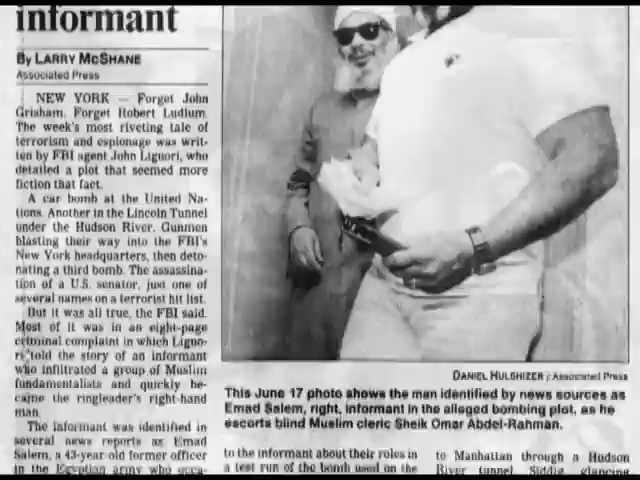 informant
By LARRY McSHANE
Associated Press
NEW YORK — Forget John
Grisham. Forget Robert Ludlum.
The week's most riveting tale of
terrorism and espionage was writ-
ten by FBI agent John Liguori, who
detailed a plot that seemed more
fiction that fact.
A car bomb at the United Na-
tions. Another in the Lincoln Tunnel
under the Hudson River. Gunmen
blasting their way into the FBI's
New York headquarters, then deto-
nating a third bomb. The assassina-
tion of a U.S. senator, just one of
several names on a terrorist hit list.
But it was all true, the FBI said.
Most of it was in an eight-page
criminal complaint in which Liguo-
ri told the story of an informant
who infiltrated a group of Muslim
fundamentalists and quickly be-
came the ringleader's right-hand
man.
The informant was identified in
several news reports as Emad
Salem, a 43-year-old former officer
in the Egyptian army who
DANIEL HULSHIZER / Associated Press
This June 17 photo shows the man identified by news sources as
Emad Salem, right, informant in the alleged bombing plot, as he
escorts blind Muslim cleric Sheik Omar Abdel-Rahman.
to the informant about their roles in
a test run of the bomb used on the
to Manhattan through a Hudson
River tunnel, Siddig glancing